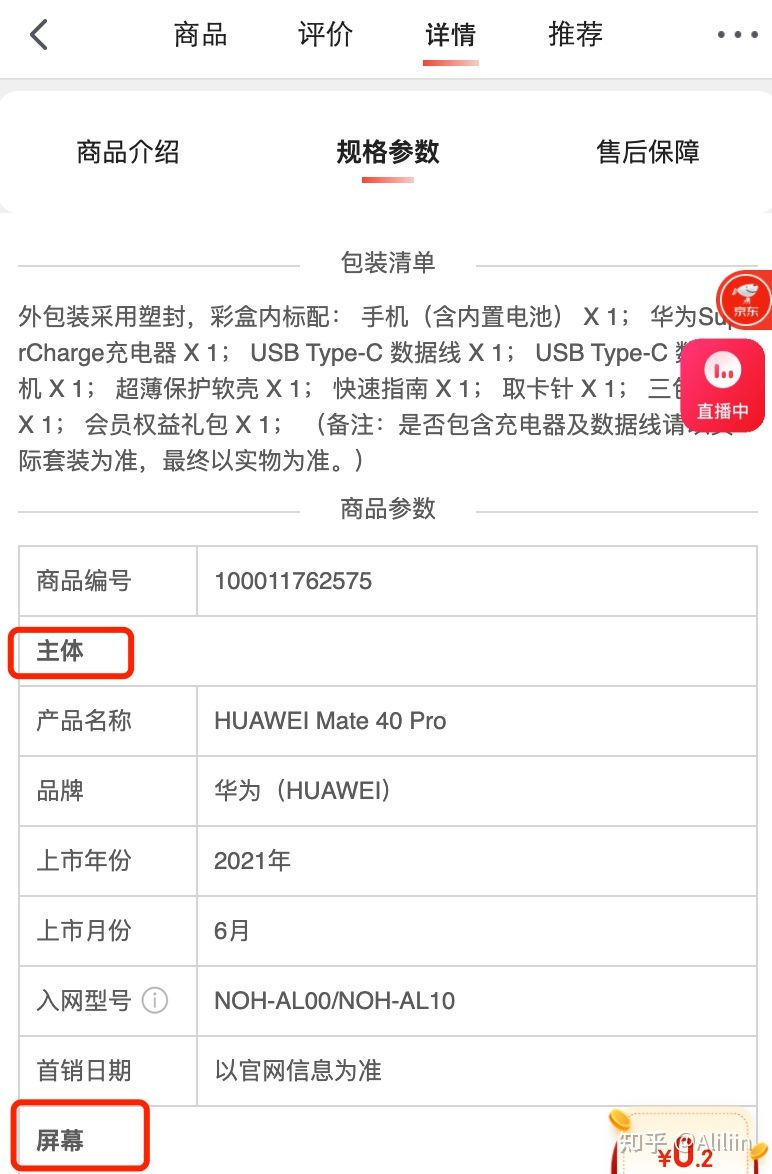 商品 评价 详情 推荐
商品介绍 规格参数 售后保障
包装清单
外包装采用塑封，彩盒内标配： 手机（含内置电池） X 1； 华为Su
京东
rCharge充电器 X 1； USB Type-C 数据线 X 1； USB Type-C
机 X 1； 超薄保护软壳 X 1； 快速指南 X 1； 取卡针 X 1； 三
直播中
X 1； 会员权益礼包 X 1； （备注：是否包含充电器及数据线请
际套装为准，最终以实物为准。）
商品参数
商品编号 100011762575
主体
产品名称 HUAWEI Mate 40 Pro
品牌 华为（HUAWEI）
上市年份 2021年
上市月份 6月
入网型号 NOH-AL00/NOH-AL10
首销日期 以官网信息为准
屏幕
知乎 @Aliliin
¥0.2